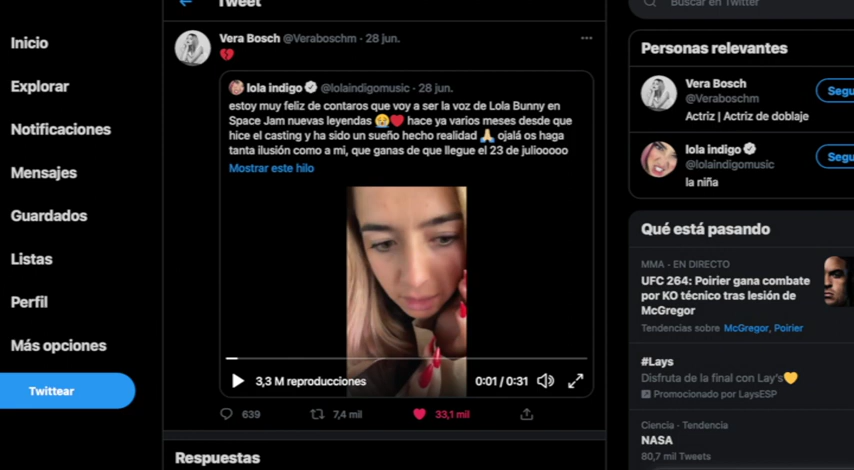 Tweet
Buscar en Twitter
Inicio
Explorar
Notificaciones
Mensajes
Guardados
Listas
Perfil
Más opciones
Twittear
Vera Bosch @Veraboschm · 28 jun.
💔
lola indigo @lolaindigomusic · 28 jun.
estoy muy feliz de contaros que voy a ser la voz de Lola Bunny en
Space Jam nuevas leyendas 😭❤️ hace ya varios meses desde que
hice el casting y ha sido un sueño hecho realidad 🙏 ojalá os haga
tanta ilusión como a mi, que ganas de que llegue el 23 de juliooooo
Mostrar este hilo
3,3 M reproducciones
0:01 / 0:31
639
7,4 mil
33,1 mil
Respuestas
Personas relevantes
Vera Bosch
@Veraboschm
Segu
Actriz | Actriz de doblaje
lola indigo
@lolaindigomusic
Segu
la niña
Qué está pasando
MMA · EN DIRECTO
UFC 264: Poirier gana combate
por KO técnico tras lesión de
McGregor
Tendencias sobre McGregor, Poirier
#Lays
Disfruta de la final con Lay's💛
Promocionado por LaysESP
Ciencia · Tendencia
NASA
80,7 mil Tweets